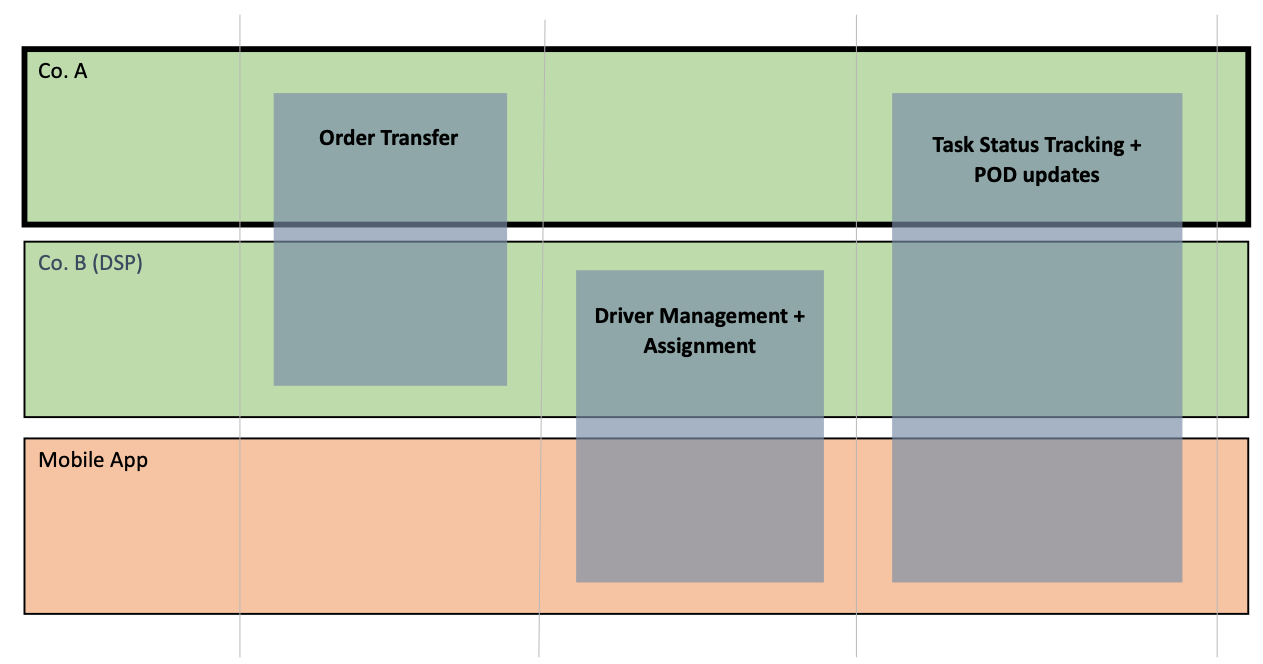 Co. A
Order Transfer
Task Status Tracking +
POD updates
Co. B (DSP)
Driver Management +
Assignment
Mobile App